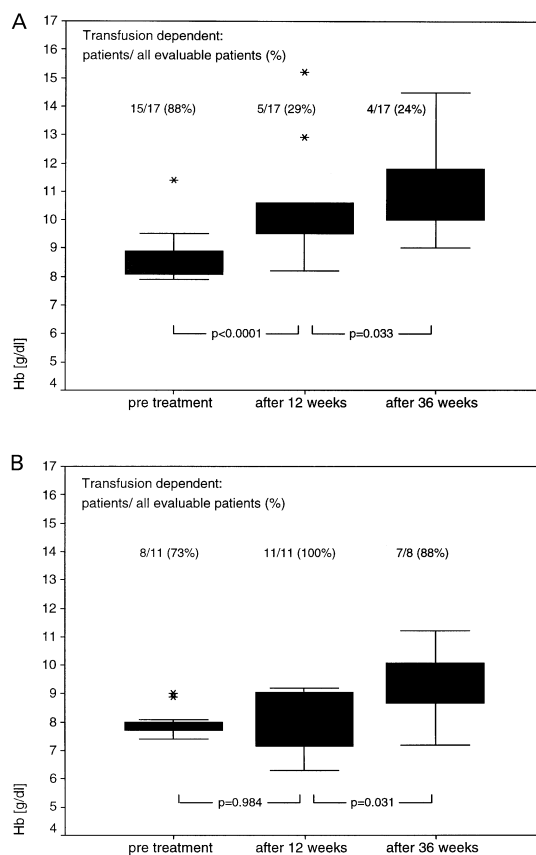 A
Transfusion dependent:
patients/ all evaluable patients (%)
15/17 (88%) 5/17 (29%) 4/17 (24%)
17
16
15
14
13
12
11
10
9
8
7
6
5
4
Hb [g/dl]
p<0.0001 p=0.033
pre treatment after 12 weeks after 36 weeks
B
Transfusion dependent:
patients/ all evaluable patients (%)
8/11 (73%) 11/11 (100%) 7/8 (88%)
17
16
15
14
13
12
11
10
9
8
7
6
5
4
Hb [g/dl]
p=0.984 p=0.031
pre treatment after 12 weeks after 36 weeks